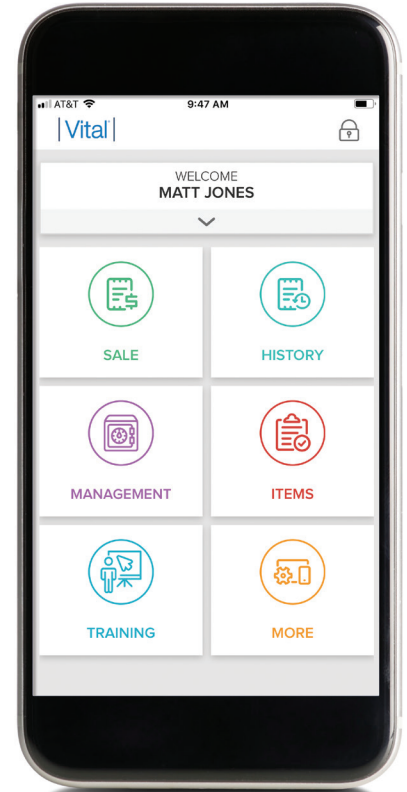 AT&T
9:47 AM
|Vital|
WELCOME
MATT JONES
SALE
HISTORY
MANAGEMENT
ITEMS
TRAINING
MORE